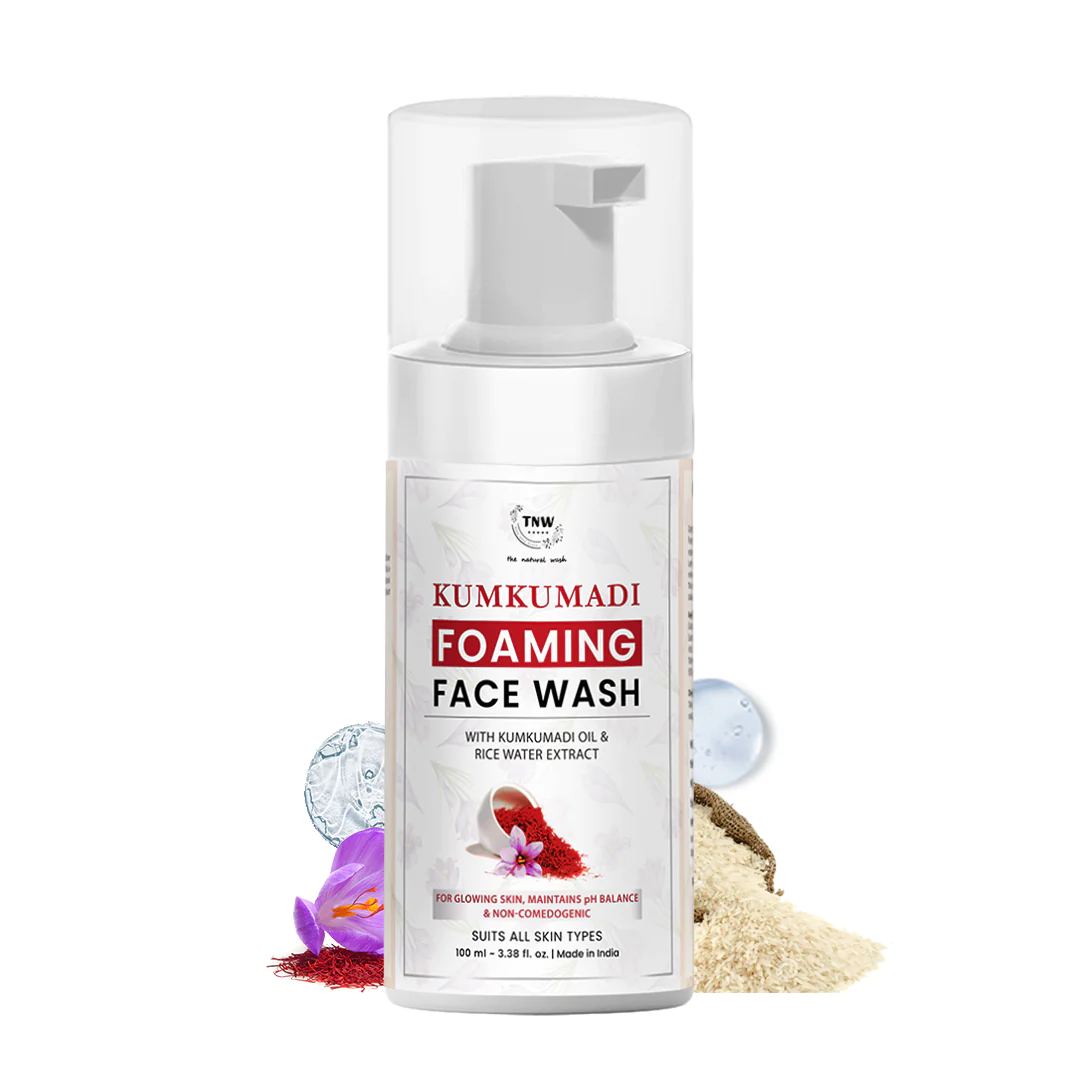 TNW
the natural wash
KUMKUMADI
FOAMING
FACE WASH
WITH KUMKUMADI OIL &
RICE WATER EXTRACT
FOR GLOWING SKIN, MAINTAINS pH BALANCE
& NON-COMEDOGENIC
SUITS ALL SKIN TYPES
100 ml ~ 3.38 fl. oz. | Made in India